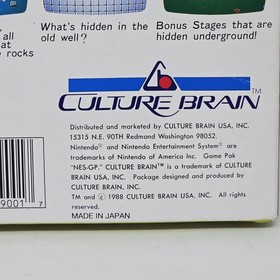 all
at
e rocks
What's hidden in the
old well?
Bonus Stages that are
hidden underground!
TM
CULTURE BRAIN
Distributed and marketed by CULTURE BRAIN USA, INC.
15315 N.E. 90TH Redmond Washington 98052.
Nintendo® and Nintendo Entertainment System® are
trademarks of Nintendo of America Inc. Game Pak
"NES-GP." CULTURE BRAIN™ is a trademark of CULTURE
BRAIN USA, Inc. Package designed and produced by
CULTURE BRAIN USA, INC.
TM and © 1988 CULTURE BRAIN USA, INC. All rights
reserved.
MADE IN JAPAN
9001 7